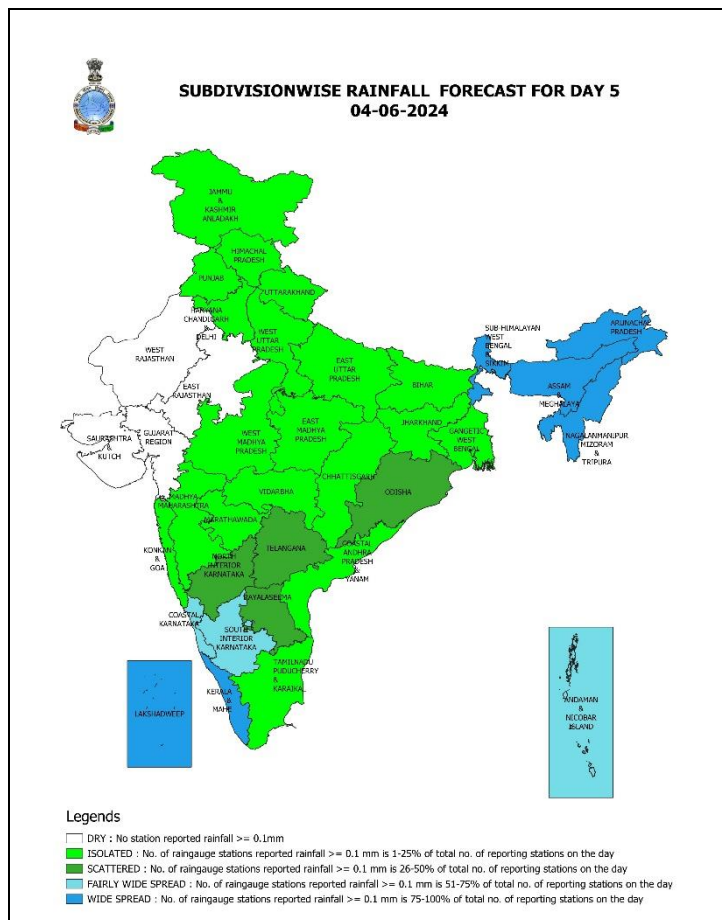 SUBDIVISIONWISE RAINFALL FORECAST FOR DAY 5
04-06-2024
JAMMU
&
KASHMIR
ANLADAKH
HIMACHAL
PRADESH
PUNJAB
UTTARAKHAND
HARYANA
CHANDIGARH
&
DELHI
WEST
UTTAR
PRADESH
WEST
RAJASTHAN
EAST
RAJASTHAN
EAST
UTTAR
PRADESH
BIHAR
SUB-HIMALAYAN
WEST
BENGAL
&
SIKKIM
ARUNACHAL
PRADESH
ASSAM
&
MEGHALAYA
NAGALANMANIPUR
MIZORAM
&
TRIPURA
SAURASHTRA
&
KUTCH
GUJARAT
REGION
WEST
MADHYA
PRADESH
EAST
MADHYA
PRADESH
JHARKHAND
GANGETIC
WEST
BENGAL
CHHATTISGARH
ODISHA
MADHYA
MAHARASHTRA
VIDARBHA
MARATHAWADA
KONKAN
&
GOA
TELANGANA
COASTAL
ANDHRA
PRADESH
&
YANAM
NORTH
INTERIOR
KARNATAKA
RAYALASEEMA
COASTAL
KARNATAKA
SOUTH
INTERIOR
KARNATAKA
TAMILNADU
PUDUCHERRY
&
KARAIKAL
KERALA
&
MAHE
LAKSHADWEEP
ANDAMAN
&
NICOBAR
ISLAND
Legends
DRY : No station reported rainfall >= 0.1mm
ISOLATED : No. of raingauge stations reported rainfall >= 0.1 mm is 1-25% of total no. of reporting stations on the day
SCATTERED : No. of raingauge stations reported rainfall >= 0.1 mm is 26-50% of total no. of reporting stations on the day
FAIRLY WIDE SPREAD : No. of raingauge stations reported rainfall >= 0.1 mm is 51-75% of total no. of reporting stations on the day
WIDE SPREAD : No. of raingauge stations reported rainfall >= 0.1 mm is 75-100% of total no. of reporting stations on the day